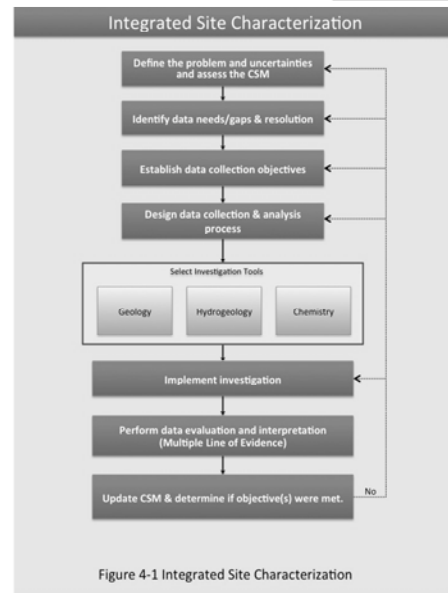 Integrated Site Characterization
Define the problem and uncertainties
and assess the CSM
Identify data needs/gaps & resolution
Establish data collection objectives
Design data collection & analysis
process
Select Investigation Tools
Geology
Hydrogeology
Chemistry
Implement investigation
Perform data evaluation and interpretation
(Multiple Line of Evidence)
Update CSM & determine if objective(s) were met.
No
Figure 4-1 Integrated Site Characterization